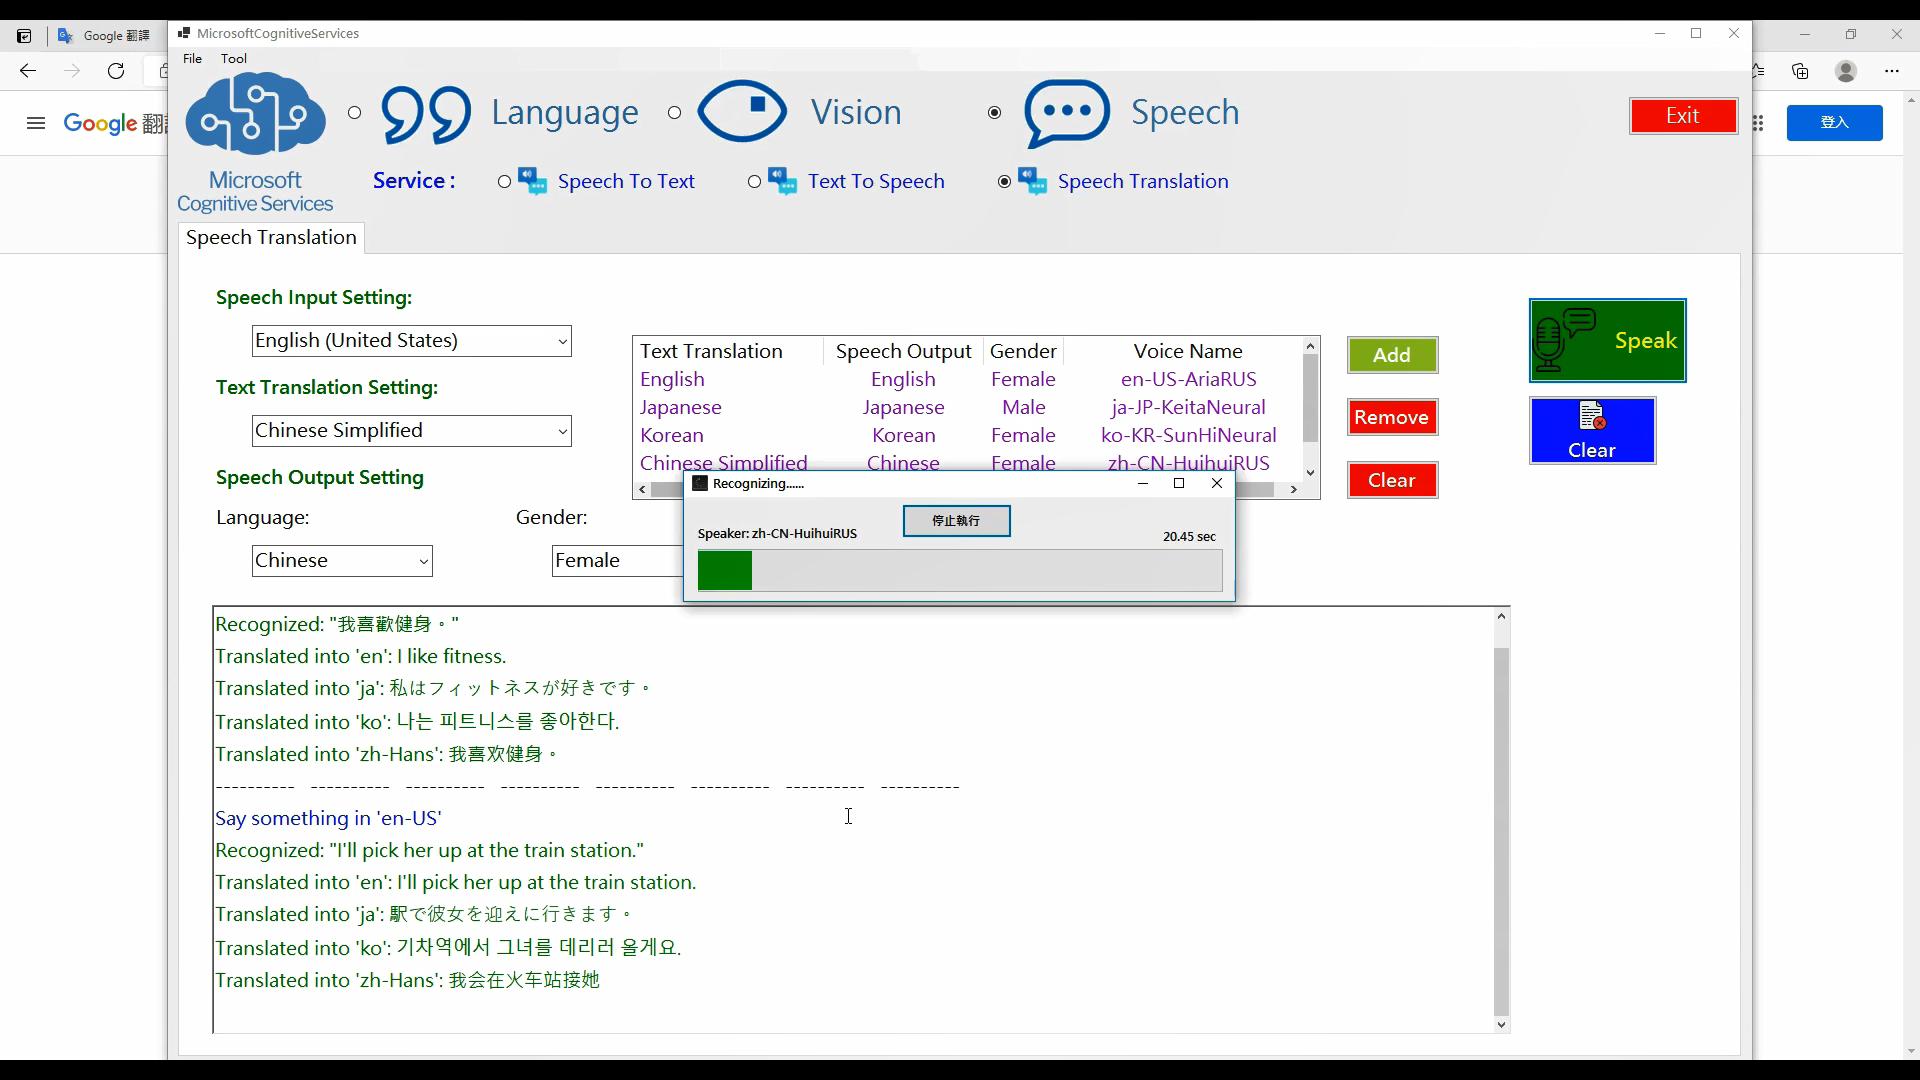 Google 翻譯
MicrosoftCognitiveServices
File Tool
Google
Language
Vision
Speech
Exit
登入
Microsoft
Cognitive Services
Service :
Speech To Text
Text To Speech
Speech Translation
Speech Translation
Speech Input Setting:
English (United States)
Text Translation Setting:
Chinese Simplified
Speech Output Setting
Language:
Gender:
Chinese
Female
Text Translation Speech Output Gender Voice Name
English English Female en-US-AriaRUS
Japanese Japanese Male ja-JP-KeitaNeural
Korean Korean Female ko-KR-SunHiNeural
Chinese Simplified Chinese Female zh-CN-HuihuiRUS
Add
Remove
Clear
Speak
Clear
Recognizing......
停止執行
Speaker: zh-CN-HuihuiRUS
20.45 sec
Recognized: "我喜歡健身。"
Translated into 'en': I like fitness.
Translated into 'ja': 私はフィットネスが好きです。
Translated into 'ko': 나는 피트니스를 좋아한다.
Translated into 'zh-Hans': 我喜欢健身。
---------- ---------- ---------- ---------- ---------- ---------- ---------- ----------
Say something in 'en-US'
Recognized: "I'll pick her up at the train station."
Translated into 'en': I'll pick her up at the train station.
Translated into 'ja': 駅で彼女を迎えに行きます。
Translated into 'ko': 기차역에서 그녀를 데리러 올게요.
Translated into 'zh-Hans': 我会在火车站接她